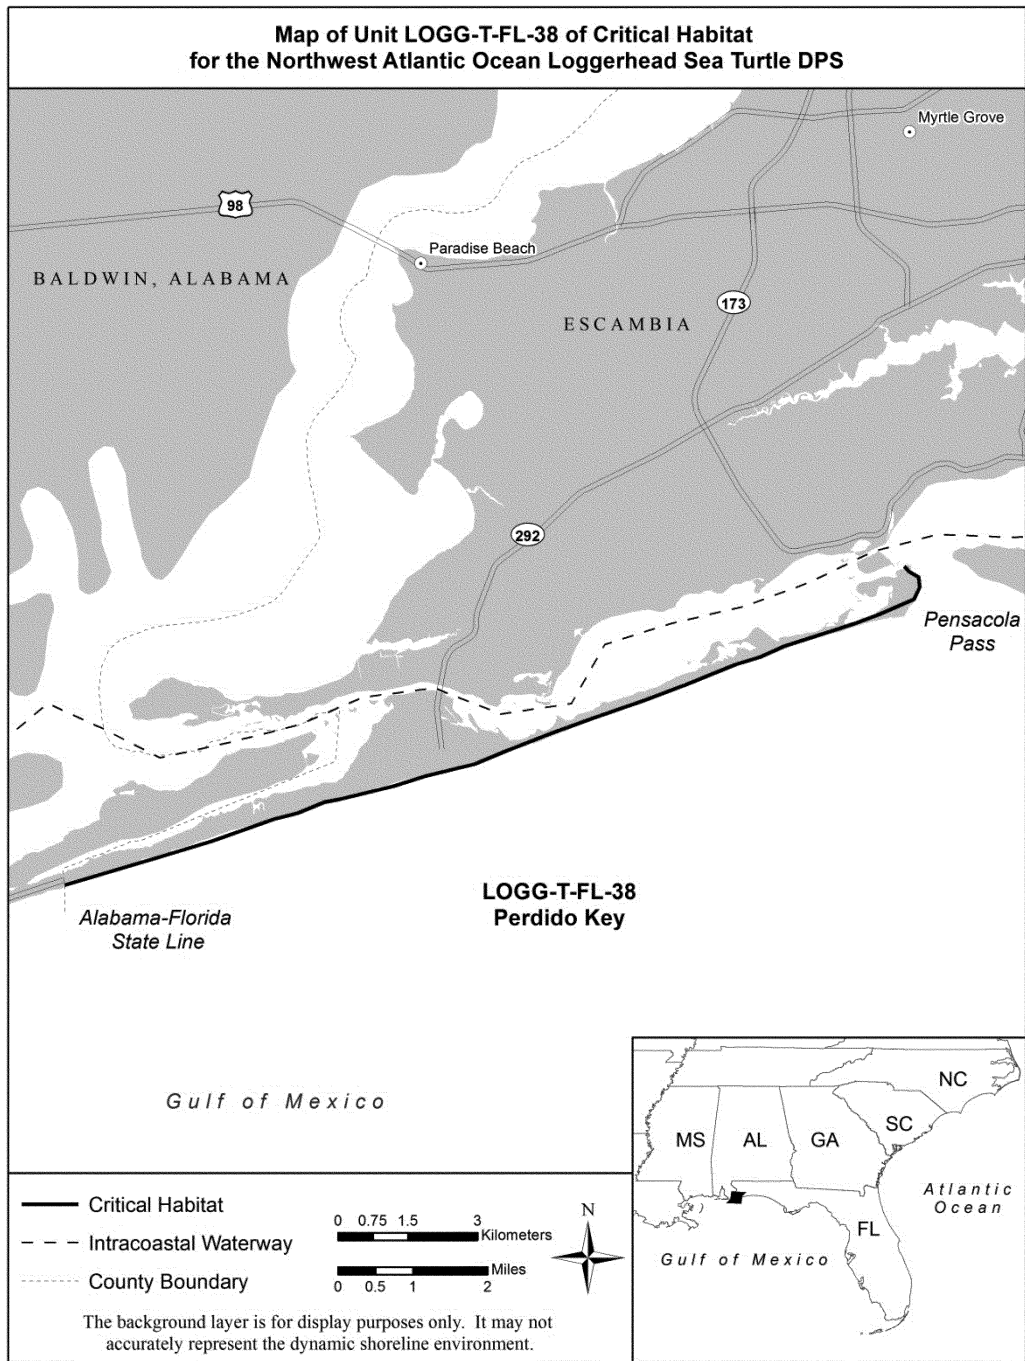 Map of Unit LOGG-T-FL-38 of Critical Habitat
for the Northwest Atlantic Ocean Loggerhead Sea Turtle DPS
Myrtle Grove
98
Paradise Beach
BALDWIN, ALABAMA
173
ESCAMBIA
292
Pensacola
Pass
LOGG-T-FL-38
Perdido Key
Alabama-Florida
State Line
Gulf of Mexico
Critical Habitat
Intracoastal Waterway
County Boundary
0 0.75 1.5 3
Kilometers
Miles
0 0.5 1 2
N
The background layer is for display purposes only. It may not
accurately represent the dynamic shoreline environment.
NC
SC
MS AL GA
Atlantic
Ocean
FL
Gulf of Mexico